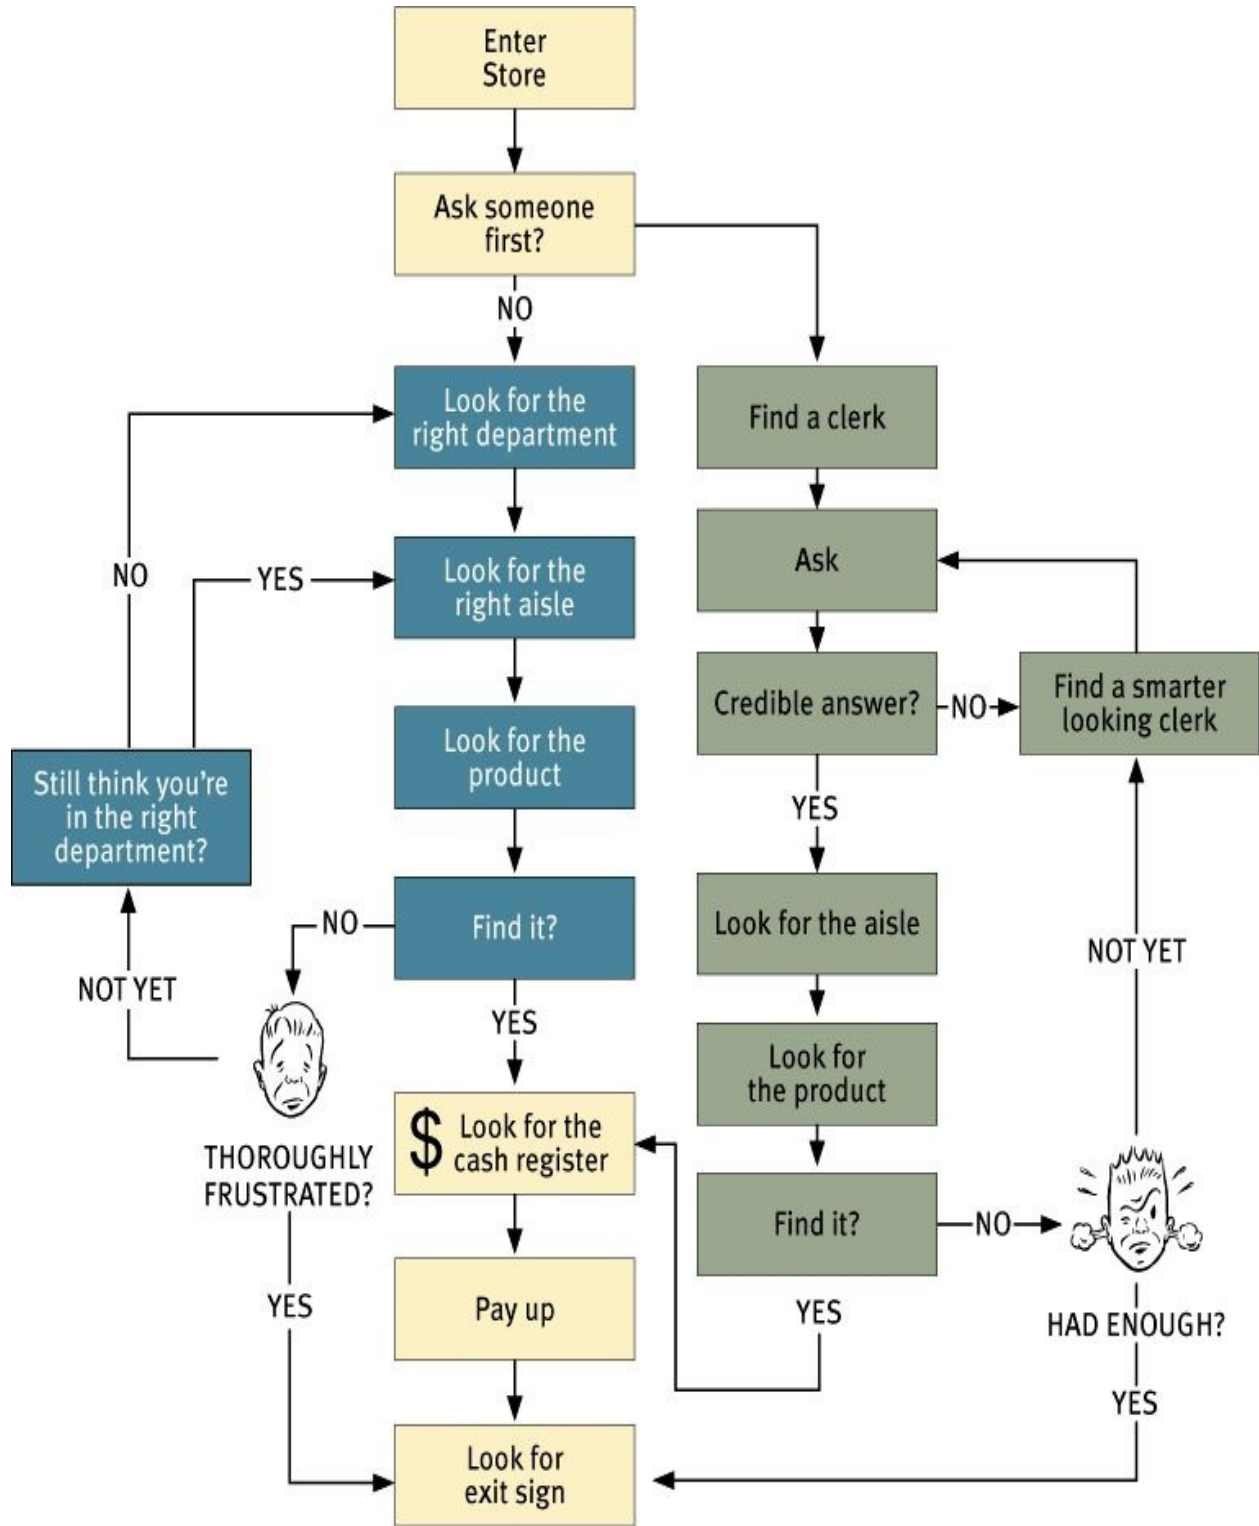 Enter
Store
Ask someone
first?
NO
Look for the
right department
Find a clerk
Ask
NO
YES
Look for the
right aisle
Credible answer?
NO
Find a smarter
looking clerk
Look for the
product
Still think you're
in the right
department?
YES
Look for the aisle
NO
Find it?
NOT YET
NOT YET
YES
Look for
the product
$ Look for the
cash register
THOROUGHLY
FRUSTRATED?
Find it?
NO
YES
Pay up
YES
HAD ENOUGH?
YES
Look for
exit sign